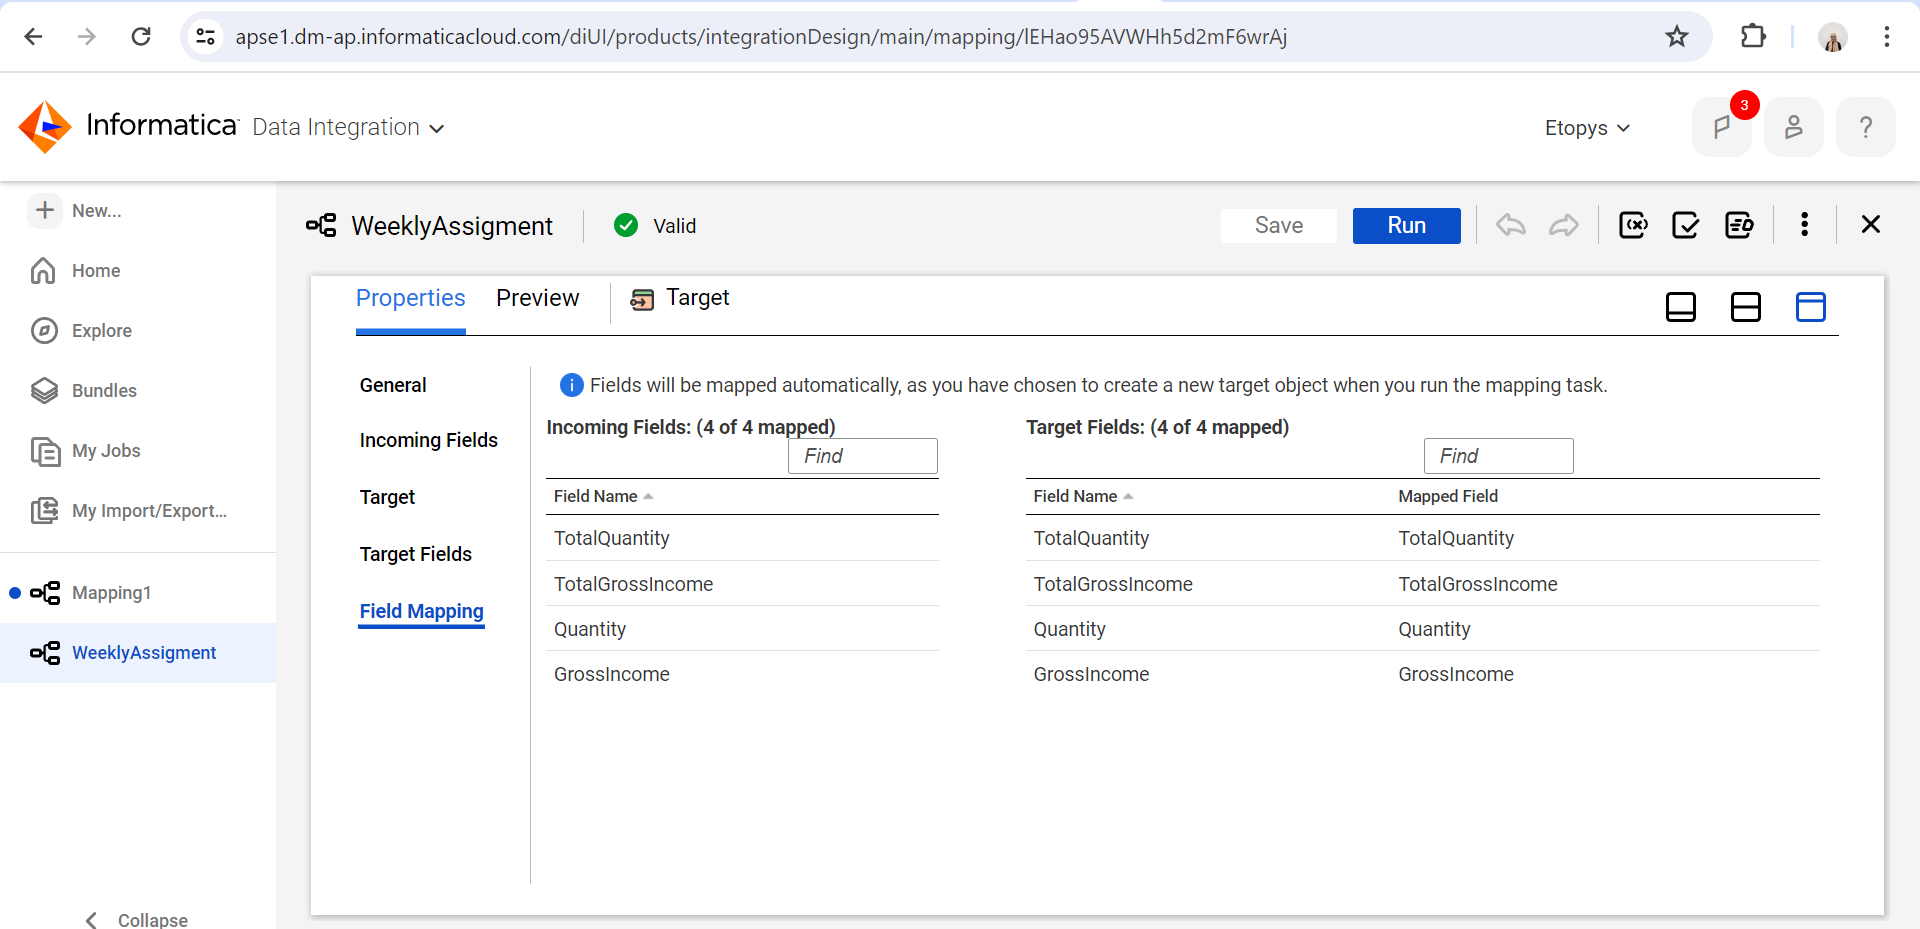 apse1.dm-ap.informaticacloud.com/diUI/products/integrationDesign/main/mapping/lEHao95AVWHh5d2mF6wrAj
Informatica Data Integration
Etopys
3
?
New...
Home
Explore
Bundles
My Jobs
My Import/Export...
Mapping1
WeeklyAssigment
Collapse
WeeklyAssigment Valid Save Run
Properties Preview Target
General
Incoming Fields
Target
Target Fields
Field Mapping
Fields will be mapped automatically, as you have chosen to create a new target object when you run the mapping task.
Incoming Fields: (4 of 4 mapped)
Find
Field Name
TotalQuantity
TotalGrossIncome
Quantity
GrossIncome
Target Fields: (4 of 4 mapped)
Find
Field Name Mapped Field
TotalQuantity TotalQuantity
TotalGrossIncome TotalGrossIncome
Quantity Quantity
GrossIncome GrossIncome